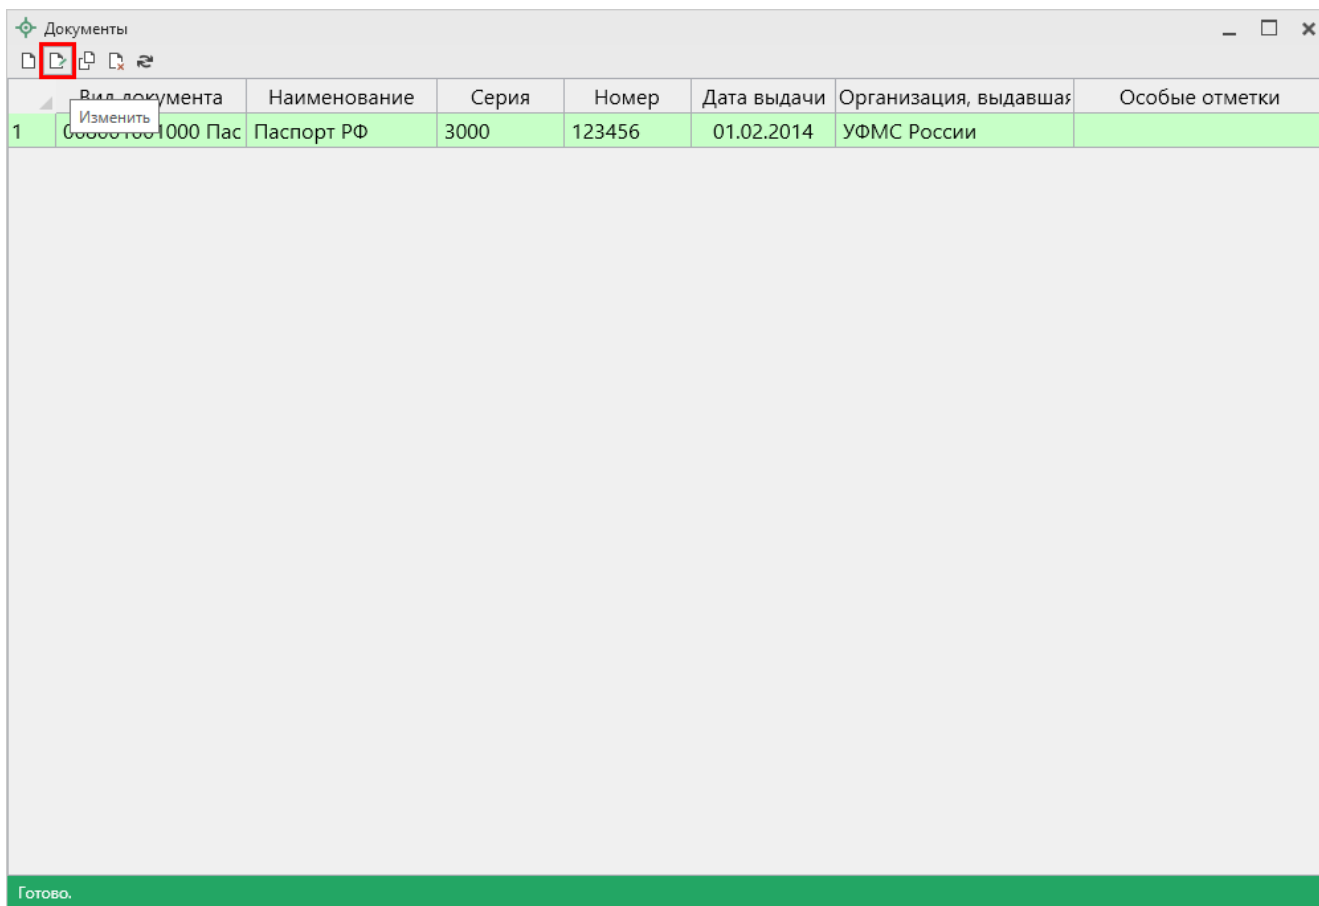 Документы
Вид документа Наименование Серия Номер Дата выдачи Организация, выдавшая Особые отметки
Изменить
1 008001001000 Пас Паспорт РФ 3000 123456 01.02.2014 УФМС России
Готово.